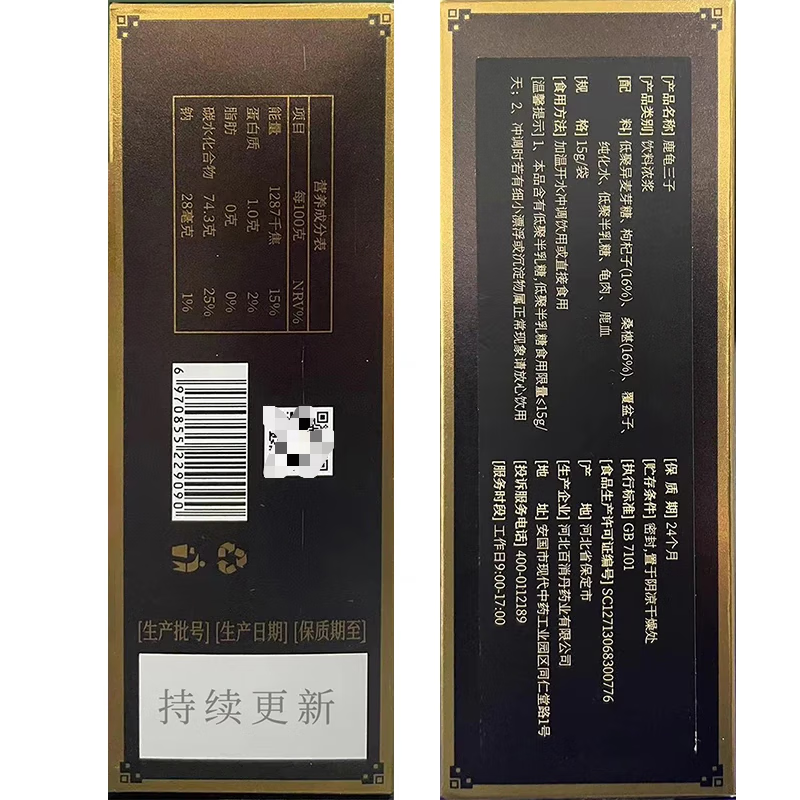 营养成分表
项目 每100克 NRV%
能量 1287千焦 15%
蛋白质 1.0克 2%
脂肪 0克 0%
碳水化合物 74.3克 25%
钠 28毫克 1%
6 970855 229090
[生产批号] [生产日期] [保质期至]
持续更新
[产品名称] 鹿龟三子
[产品类别] 饮料浓浆
[配 料] 低聚异麦芽糖、枸杞子(16%)、桑椹(16%)、覆盆子、
纯化水、低聚半乳糖、龟肉、鹿血
[规 格] 15g/袋
[食用方法] 加温开水冲调饮用或直接食用
[温馨提示] 1、本品含有低聚半乳糖,低聚半乳糖食用限量≤15g/
天；2、冲调时若有细小漂浮或沉淀物属正常现象请放心饮用
[保 质 期] 24个月
[贮存条件] 密封,置于阴凉干燥处
[执行标准] GB 7101
[食品生产许可证编号] SC12713068300776
[产 地] 河北省保定市
[生产企业] 河北百消丹药业有限公司
[地 址] 安国市现代中药工业园区同仁堂路1号
[投诉服务电话] 400-0112189
[服务时段] 工作日9:00-17:00